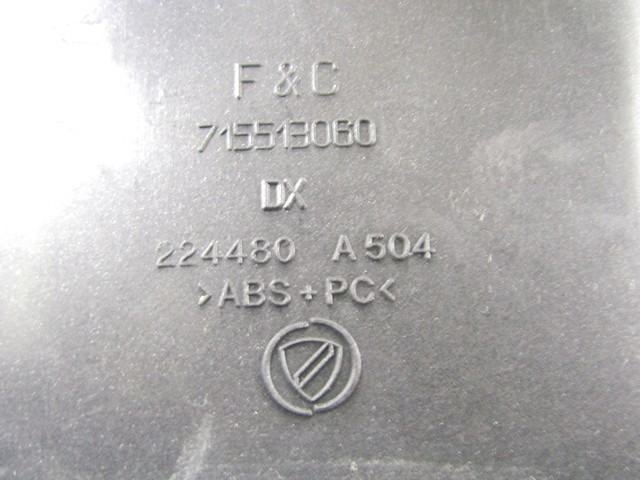 F & C
715513060
DX
224480 A504
>ABS+PC<